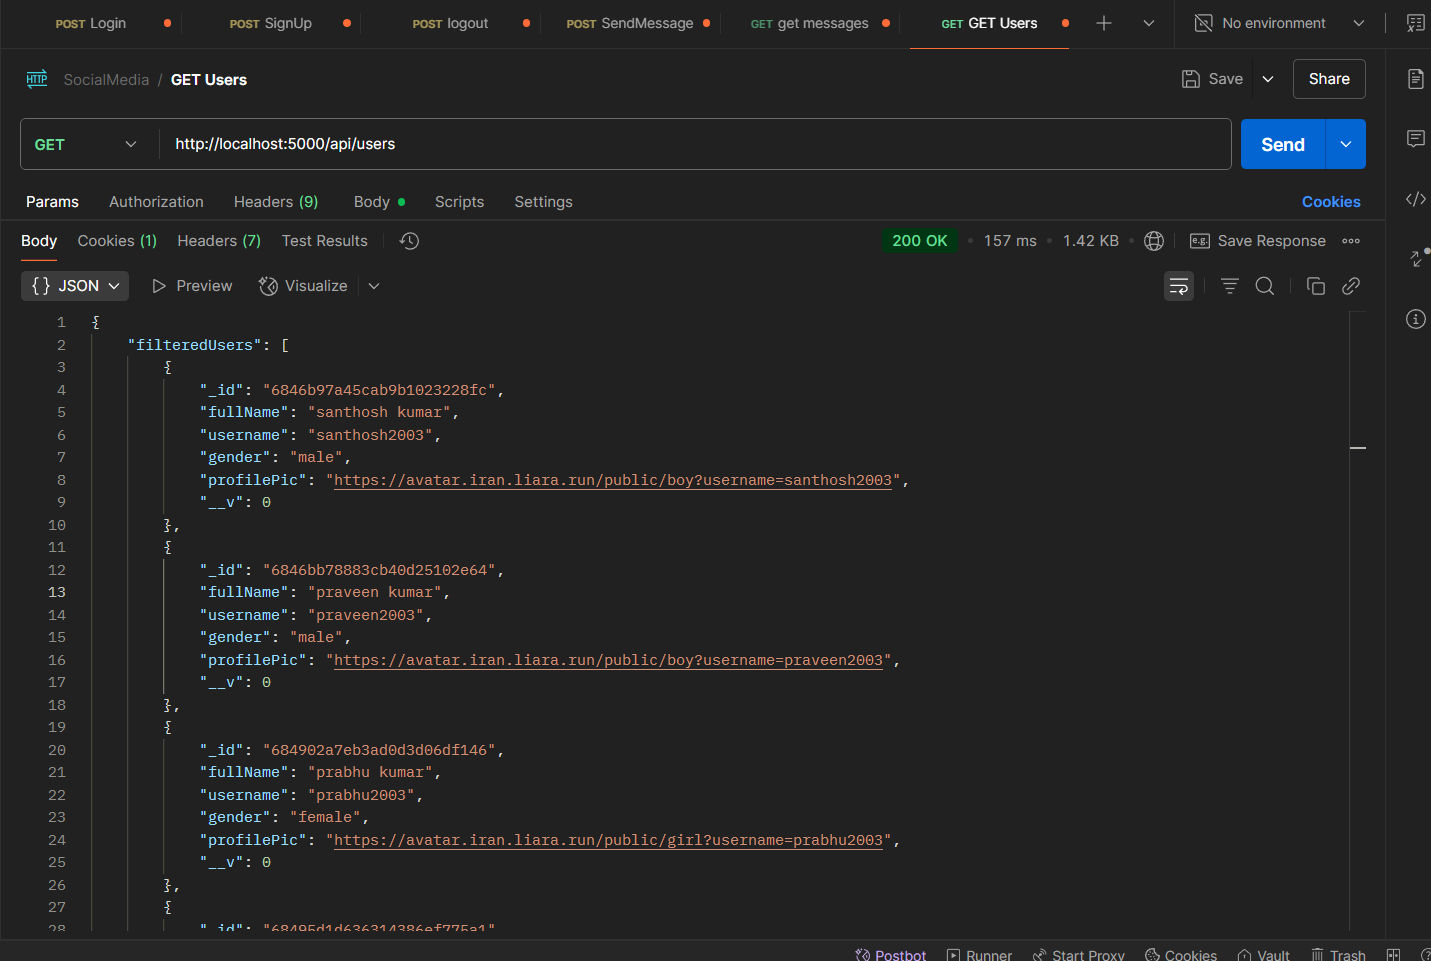 POST Login POST SignUp POST logout POST SendMessage GET get messages GET GET Users No environment
HTTP SocialMedia / GET Users Save Share
GET http://localhost:5000/api/users Send
Params Authorization Headers (9) Body Scripts Settings Cookies
Body Cookies (1) Headers (7) Test Results 200 OK 157 ms 1.42 KB e.g. Save Response
{} JSON Preview Visualize
1 {
2 "filteredUsers": [
3 {
4 "_id": "6846b97a45cab9b1023228fc",
5 "fullName": "santhosh kumar",
6 "username": "santhosh2003",
7 "gender": "male",
8 "profilePic": "https://avatar.iran.liara.run/public/boy?username=santhosh2003",
9 "__v": 0
10 },
11 {
12 "_id": "6846bb78883cb40d25102e64",
13 "fullName": "praveen kumar",
14 "username": "praveen2003",
15 "gender": "male",
16 "profilePic": "https://avatar.iran.liara.run/public/boy?username=praveen2003",
17 "__v": 0
18 },
19 {
20 "_id": "684902a7eb3ad0d3d06df146",
21 "fullName": "prabhu kumar",
22 "username": "prabhu2003",
23 "gender": "female",
24 "profilePic": "https://avatar.iran.liara.run/public/girl?username=prabhu2003",
25 "__v": 0
26 },
27 {
28 "_id": "68495d1d636314386ef775a1"
Postbot Runner Start Proxy Cookies Vault Trash